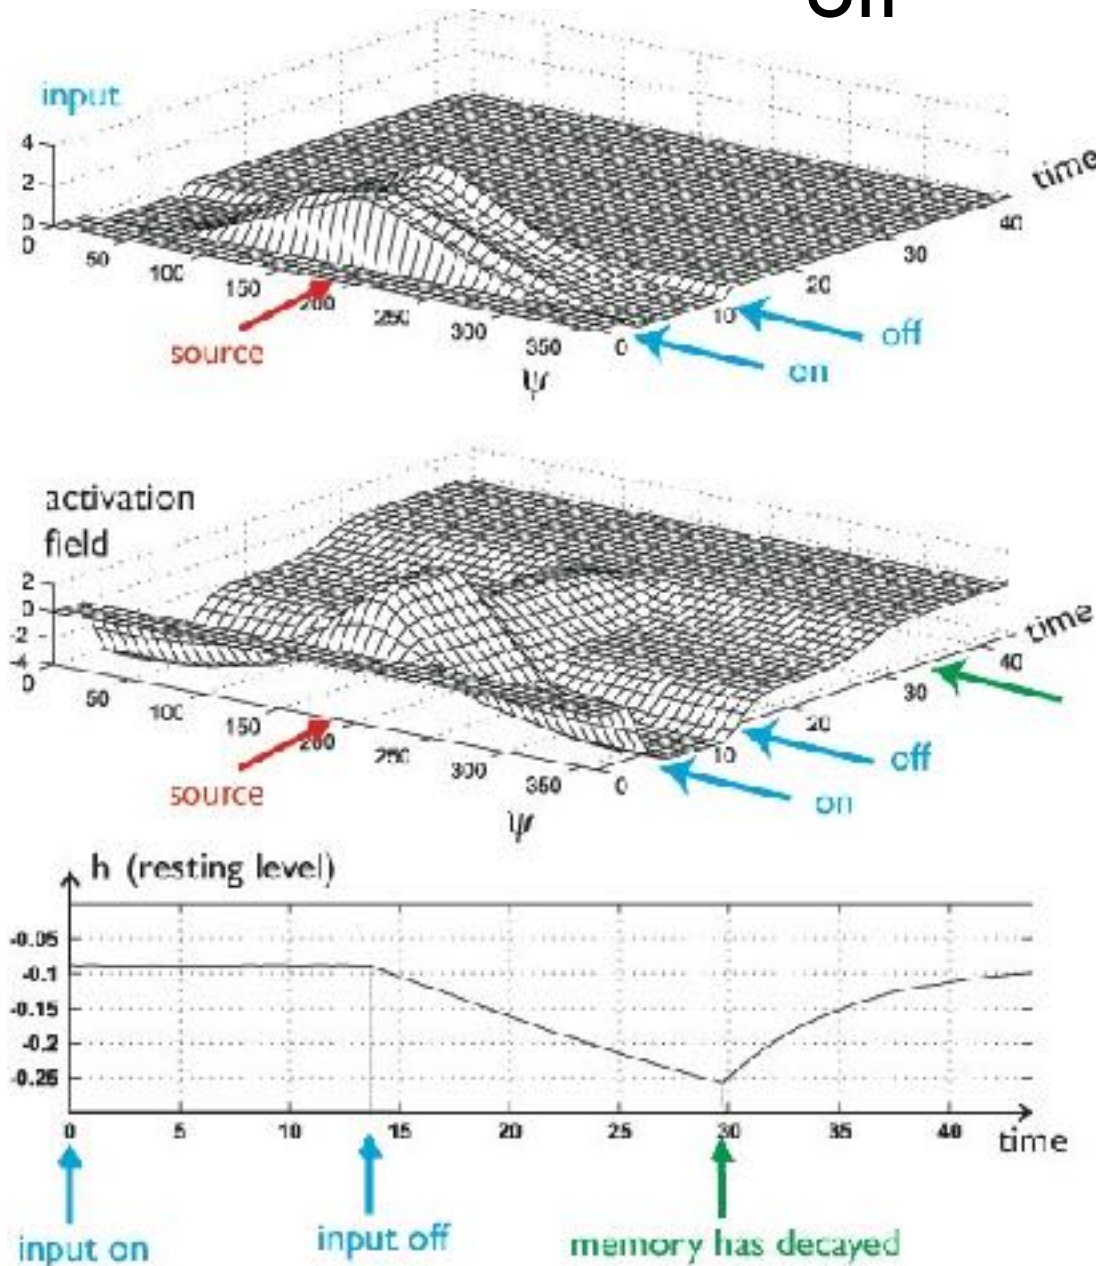 input
4
2
0
0
50
100
150
200
250
300
350
ψ
0
10
20
30
40
time
source
on
off
activation
field
2
0
-2
-4
0
50
100
150
200
250
300
350
ψ
0
10
20
30
40
time
source
on
off
h (resting level)
-0.05
-0.1
-0.15
-0.2
-0.25
0 5 10 15 20 25 30 35 40
time
input on
input off
memory has decayed